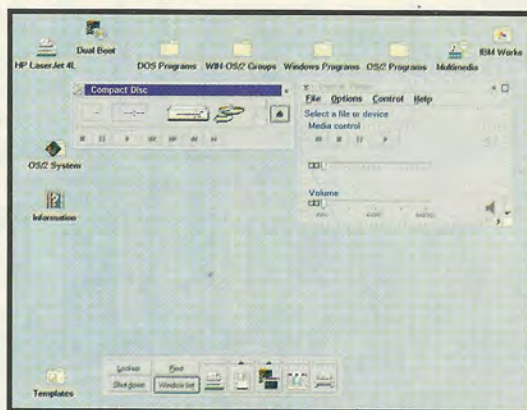 Dual Boot
HP LaserJet 4L
DOS Programs
WIN-OS/2 Groups
Windows Programs
OS/2 Programs
Multimedia
IBM Works
Compact Disc
File Options Control Help
Select a file or device
Media control
Volume
OS/2 System
Information
Lockup
Find
Shut down
Window list
Templates